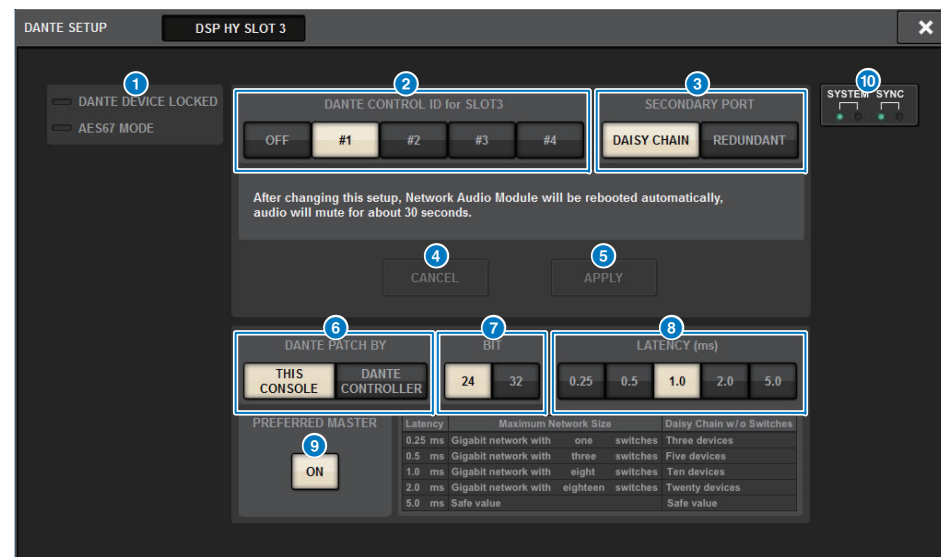 DANTE SETUP DSP HY SLOT 3
1 2 3 10
DANTE DEVICE LOCKED
AES67 MODE
DANTE CONTROL ID for SLOT3
OFF #1 #2 #3 #4
SECONDARY PORT
DAISY CHAIN REDUNDANT
SYSTEM SYNC
After changing this setup, Network Audio Module will be rebooted automatically,
audio will mute for about 30 seconds.
4 5
CANCEL APPLY
6 7 8
DANTE PATCH BY
THIS CONSOLE DANTE CONTROLLER
BIT
24 32
LATENCY (ms)
0.25 0.5 1.0 2.0 5.0
PREFERRED MASTER
9
ON
Latency Maximum Network Size Daisy Chain w/o Switches
0.25 ms Gigabit network with one switches Three devices
0.5 ms Gigabit network with three switches Five devices
1.0 ms Gigabit network with eight switches Ten devices
2.0 ms Gigabit network with eighteen switches Twenty devices
5.0 ms Safe value Safe value